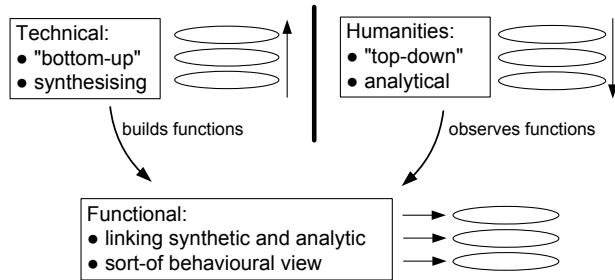 Technical:
● "bottom-up"
● synthesising
Humanities:
● "top-down"
● analytical
builds functions
observes functions
Functional:
● linking synthetic and analytic
● sort-of behavioural view